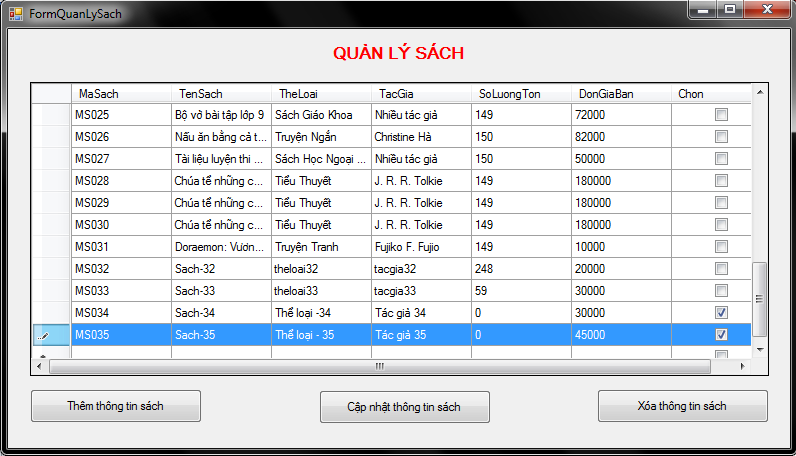 FormQuanLySach
QUẢN LÝ SÁCH
MaSach TenSach TheLoai TacGia SoLuongTon DonGiaBan Chon
MS025 Bộ vở bài tập lớp 9 Sách Giáo Khoa Nhiều tác giả 149 72000
MS026 Nấu ăn bằng cả t... Truyện Ngắn Christine Hà 150 82000
MS027 Tài liệu luyện thi ... Sách Học Ngoại ... Nhiều tác giả 150 50000
MS028 Chúa tể những c... Tiểu Thuyết J. R. R. Tolkie 149 180000
MS029 Chúa tể những c... Tiểu Thuyết J. R. R. Tolkie 149 180000
MS030 Chúa tể những c... Tiểu Thuyết J. R. R. Tolkie 149 180000
MS031 Doraemon: Vươn... Truyện Tranh Fujiko F. Fujio 149 10000
MS032 Sach-32 theloai32 tacgia32 248 20000
MS033 Sach-33 theloai33 tacgia33 59 30000
MS034 Sach-34 Thể loại -34 Tác giả 34 0 30000
MS035 Sach-35 Thể loại - 35 Tác giả 35 0 45000
Thêm thông tin sách Cập nhật thông tin sách Xóa thông tin sách